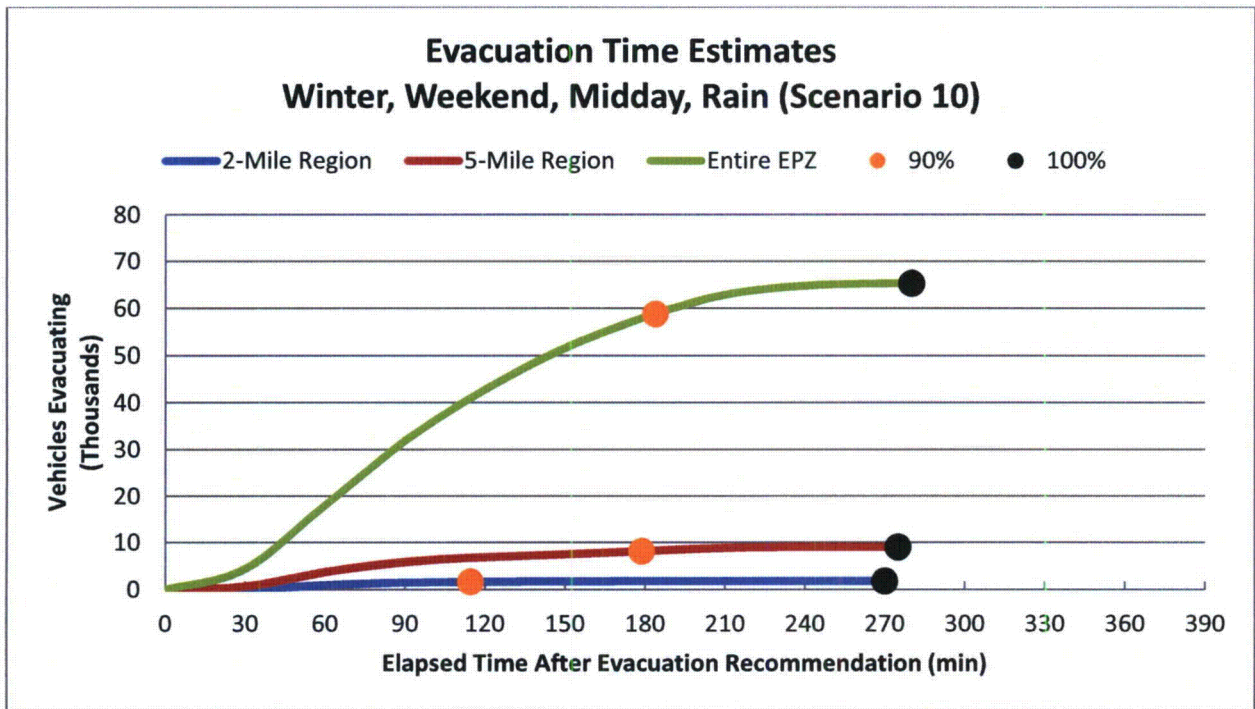 Evacuation Time Estimates
Winter, Weekend, Midday, Rain (Scenario 10)
2-Mile Region 5-Mile Region Entire EPZ 90% 100%
80
70
60
50
40
30
20
10
0
Vehicles Evacuating
(Thousands)
0 30 60 90 120 150 180 210 240 270 300 330 360 390
Elapsed Time After Evacuation Recommendation (min)